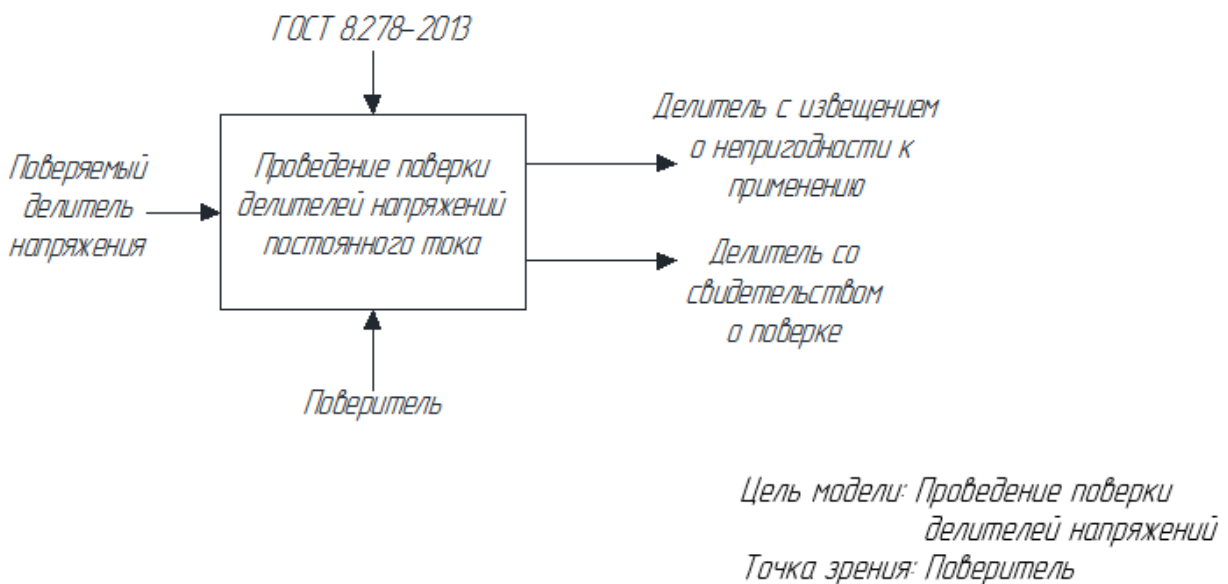 ГОСТ 8.278-2013
Поверяемый
делитель
напряжения
Проведение поверки
делителей напряжений
постоянного тока
Делитель с извещением
о непригодности к
применению
Делитель со
свидетельством
о поверке
Поверитель
Цель модели: Проведение поверки
делителей напряжений
Точка зрения: Поверитель